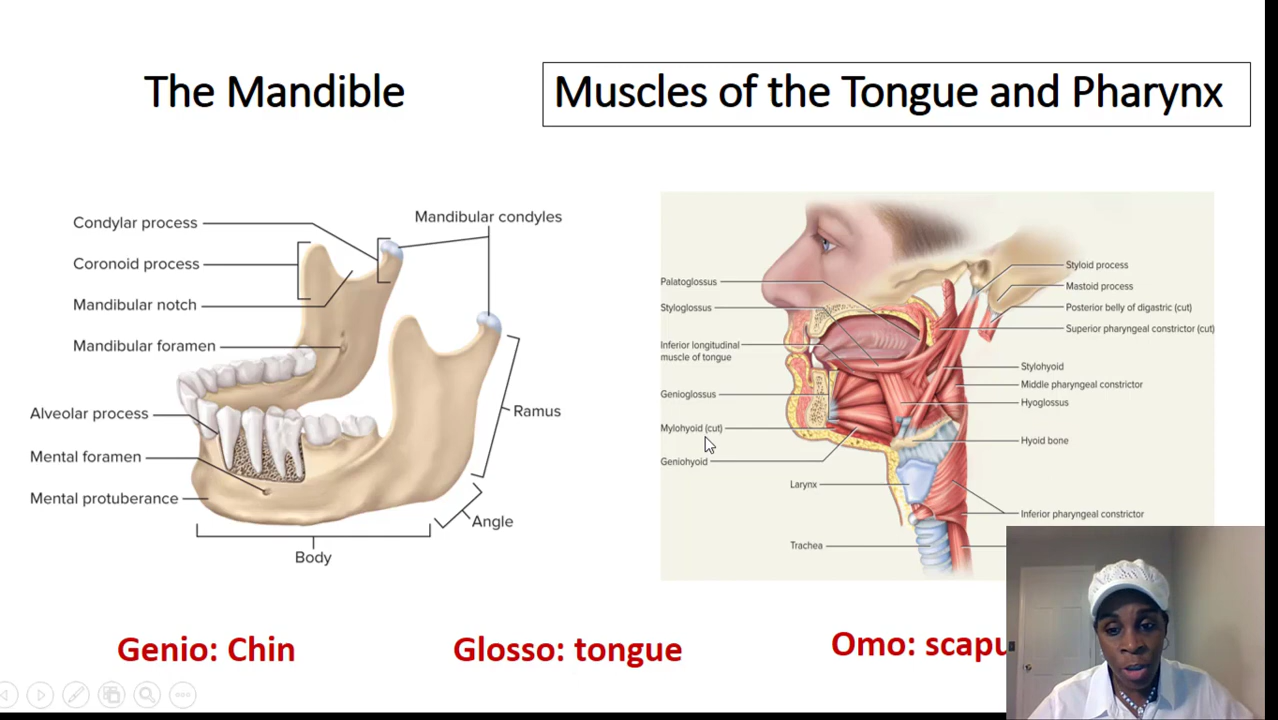 The Mandible
Muscles of the Tongue and Pharynx
Condylar process
Coronoid process
Mandibular notch
Mandibular foramen
Alveolar process
Mental foramen
Mental protuberance
Mandibular condyles
Ramus
Angle
Body
Palatoglossus
Styloglossus
Inferior longitudinal
muscle of tongue
Genioglossus
Mylohyoid (cut)
Geniohyoid
Larynx
Trachea
Styloid process
Mastoid process
Posterior belly of digastric (cut)
Superior pharyngeal constrictor (cut)
Stylohyoid
Middle pharyngeal constrictor
Hyoglossus
Hyoid bone
Inferior pharyngeal constrictor
Genio: Chin
Glosso: tongue
Omo: scapu